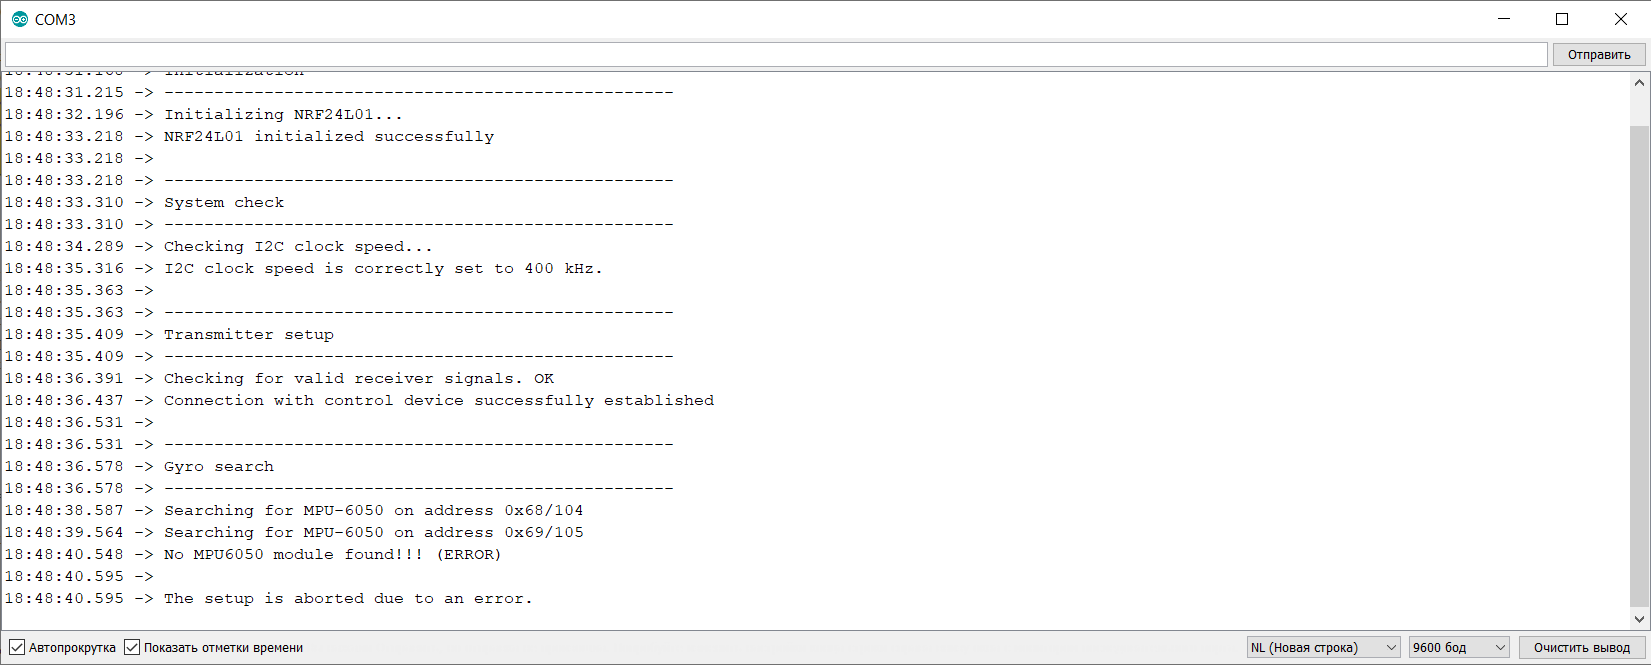 COM3
Отправить
18:48:31.168 -> Initialization
18:48:31.215 -> ---------------------------------------------------
18:48:32.196 -> Initializing NRF24L01...
18:48:33.218 -> NRF24L01 initialized successfully
18:48:33.218 ->
18:48:33.218 -> ---------------------------------------------------
18:48:33.310 -> System check
18:48:33.310 -> ---------------------------------------------------
18:48:34.289 -> Checking I2C clock speed...
18:48:35.316 -> I2C clock speed is correctly set to 400 kHz.
18:48:35.363 ->
18:48:35.363 -> ---------------------------------------------------
18:48:35.409 -> Transmitter setup
18:48:35.409 -> ---------------------------------------------------
18:48:36.391 -> Checking for valid receiver signals. OK
18:48:36.437 -> Connection with control device successfully established
18:48:36.531 ->
18:48:36.531 -> ---------------------------------------------------
18:48:36.578 -> Gyro search
18:48:36.578 -> ---------------------------------------------------
18:48:38.587 -> Searching for MPU-6050 on address 0x68/104
18:48:39.564 -> Searching for MPU-6050 on address 0x69/105
18:48:40.548 -> No MPU6050 module found!!! (ERROR)
18:48:40.595 ->
18:48:40.595 -> The setup is aborted due to an error.
Автопрокрутка Показать отметки времени NL (Новая строка) 9600 бод Очистить вывод